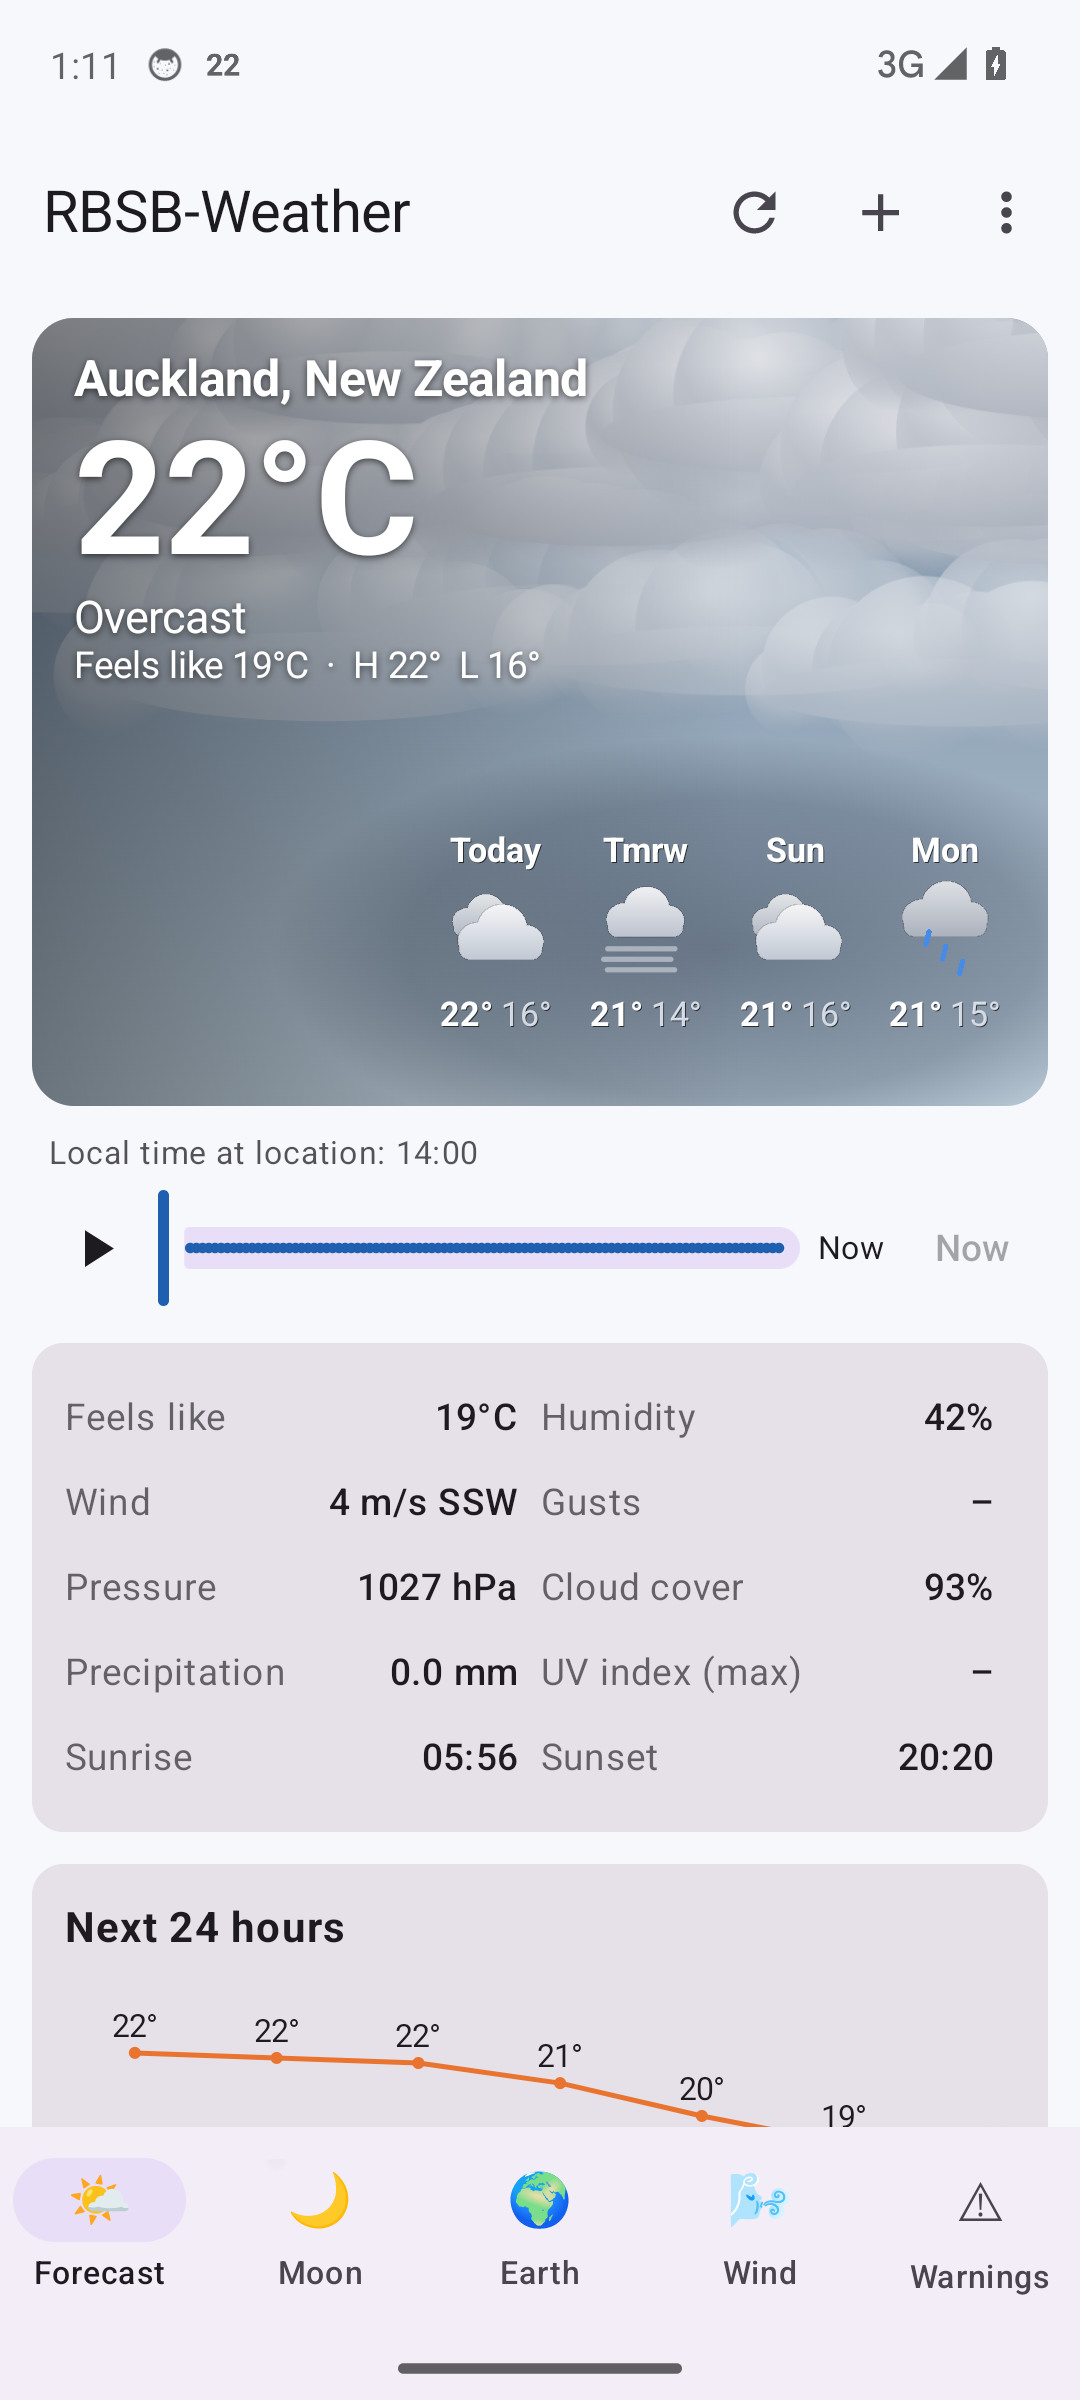 1:11 22 3G
RBSB-Weather
Auckland, New Zealand
22°C
Overcast
Feels like 19°C · H 22° L 16°
Today Tmrw Sun Mon
22° 16° 21° 14° 21° 16° 21° 15°
Local time at location: 14:00
Now Now
Feels like 19°C Humidity 42%
Wind 4 m/s SSW Gusts –
Pressure 1027 hPa Cloud cover 93%
Precipitation 0.0 mm UV index (max) –
Sunrise 05:56 Sunset 20:20
Next 24 hours
22° 22° 22° 21° 20° 19°
Forecast Moon Earth Wind Warnings